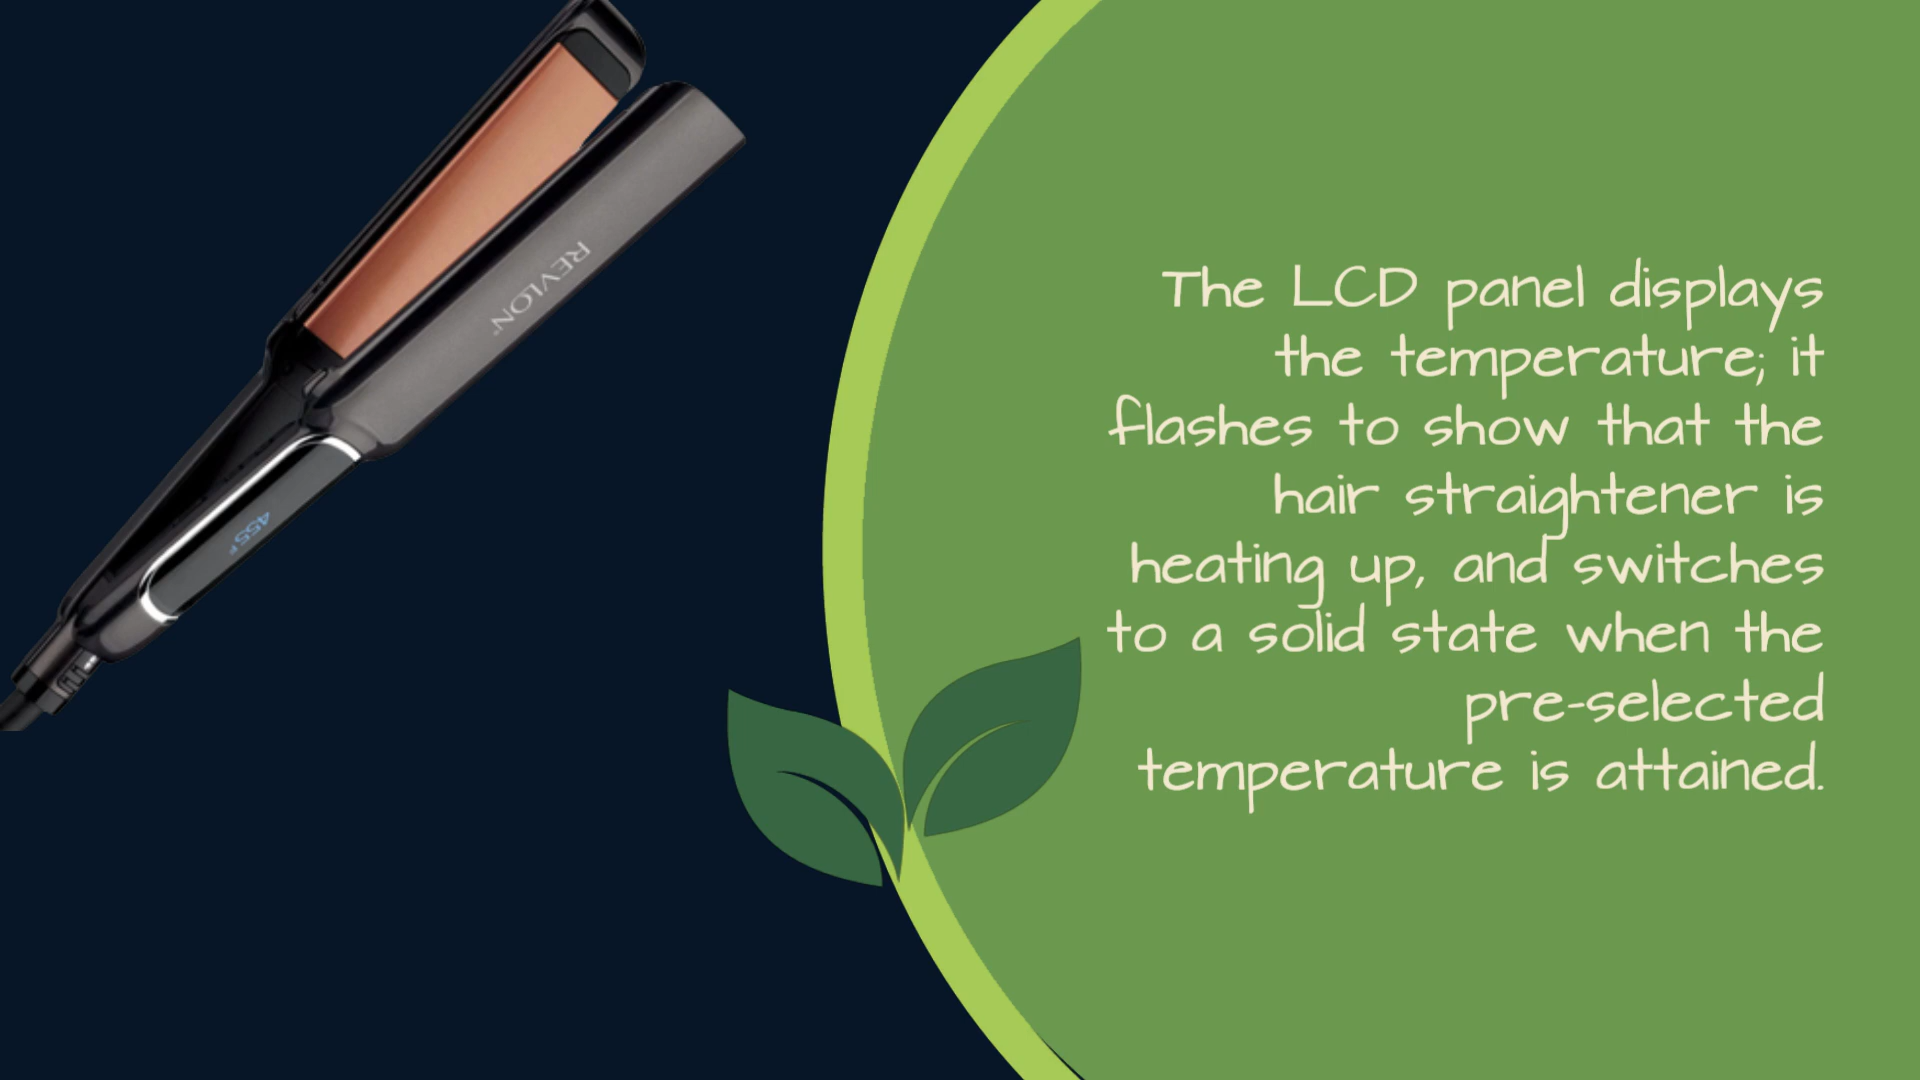 REVLON
455F
The LCD panel displays
the temperature; it
flashes to show that the
hair straightener is
heating up, and switches
to a solid state when the
pre-selected
temperature is attained.